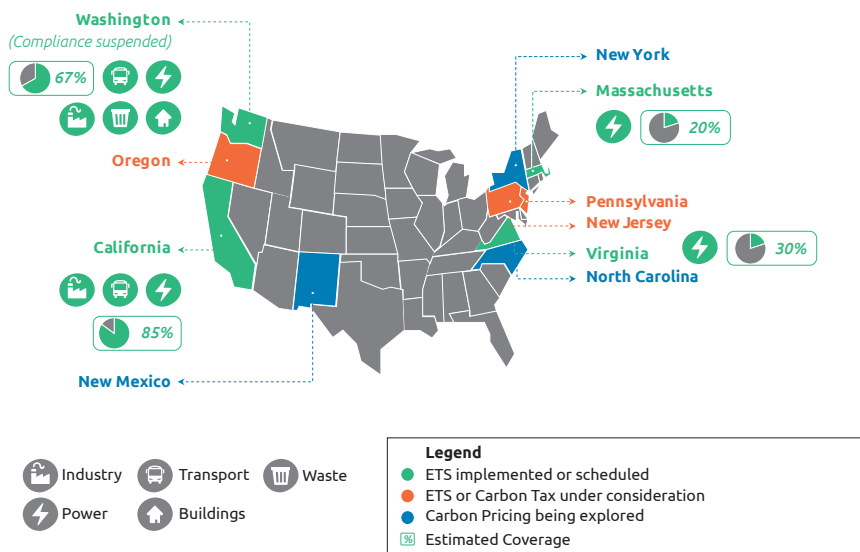 Washington
(Compliance suspended)
67%
Oregon
California
85%
New Mexico
New York
Massachusetts
20%
Pennsylvania
New Jersey
Virginia
30%
North Carolina
Industry
Transport
Waste
Power
Buildings
Legend
ETS implemented or scheduled
ETS or Carbon Tax under consideration
Carbon Pricing being explored
% Estimated Coverage